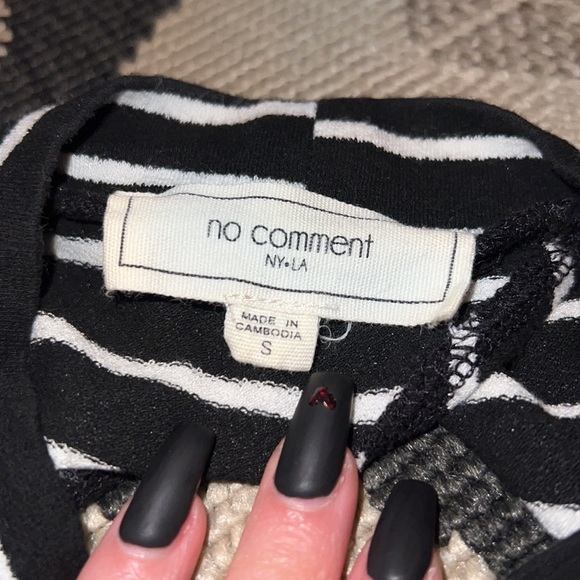 no comment
NY•LA
MADE IN
CAMBODIA
S